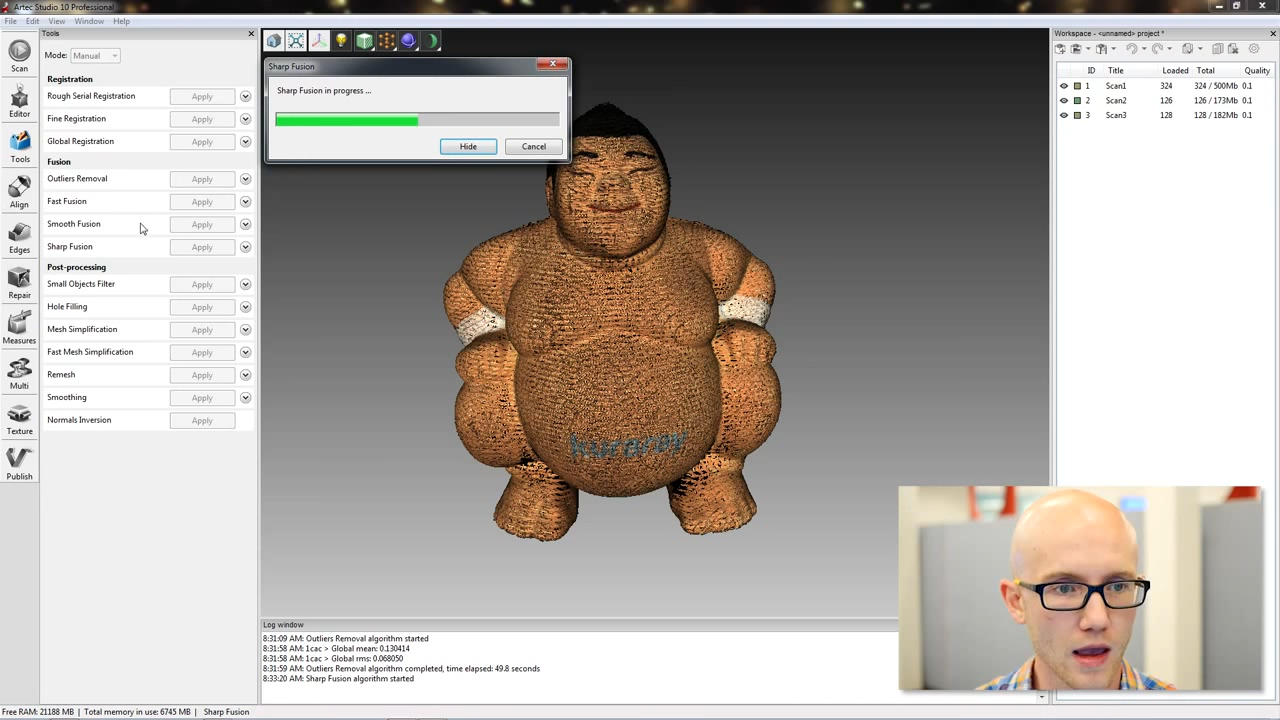 Artec Studio 10 Professional
File Edit View Window Help
Tools
Mode: Manual
Registration
Rough Serial Registration Apply
Fine Registration Apply
Global Registration Apply
Fusion
Outliers Removal Apply
Fast Fusion Apply
Smooth Fusion Apply
Sharp Fusion Apply
Post-processing
Small Objects Filter Apply
Hole Filling Apply
Mesh Simplification Apply
Fast Mesh Simplification Apply
Remesh Apply
Smoothing Apply
Normals Inversion Apply
Scan
Editor
Tools
Align
Edges
Repair
Measures
Multi
Texture
Publish
Sharp Fusion
Sharp Fusion in progress ...
Hide Cancel
kuraray
Workspace - <unnamed> project *
ID Title Loaded Total Quality
1 Scan1 324 324 / 500Mb 0.1
2 Scan2 126 126 / 173Mb 0.1
3 Scan3 128 128 / 182Mb 0.1
Log window
8:31:09 AM: Outliers Removal algorithm started
8:31:58 AM: 1cac > Global mean: 0.130414
8:31:58 AM: 1cac > Global rms: 0.068050
8:31:59 AM: Outliers Removal algorithm completed, time elapsed: 49.8 seconds
8:33:20 AM: Sharp Fusion algorithm started
Free RAM: 21188 MB | Total memory in use: 6745 MB | Sharp Fusion